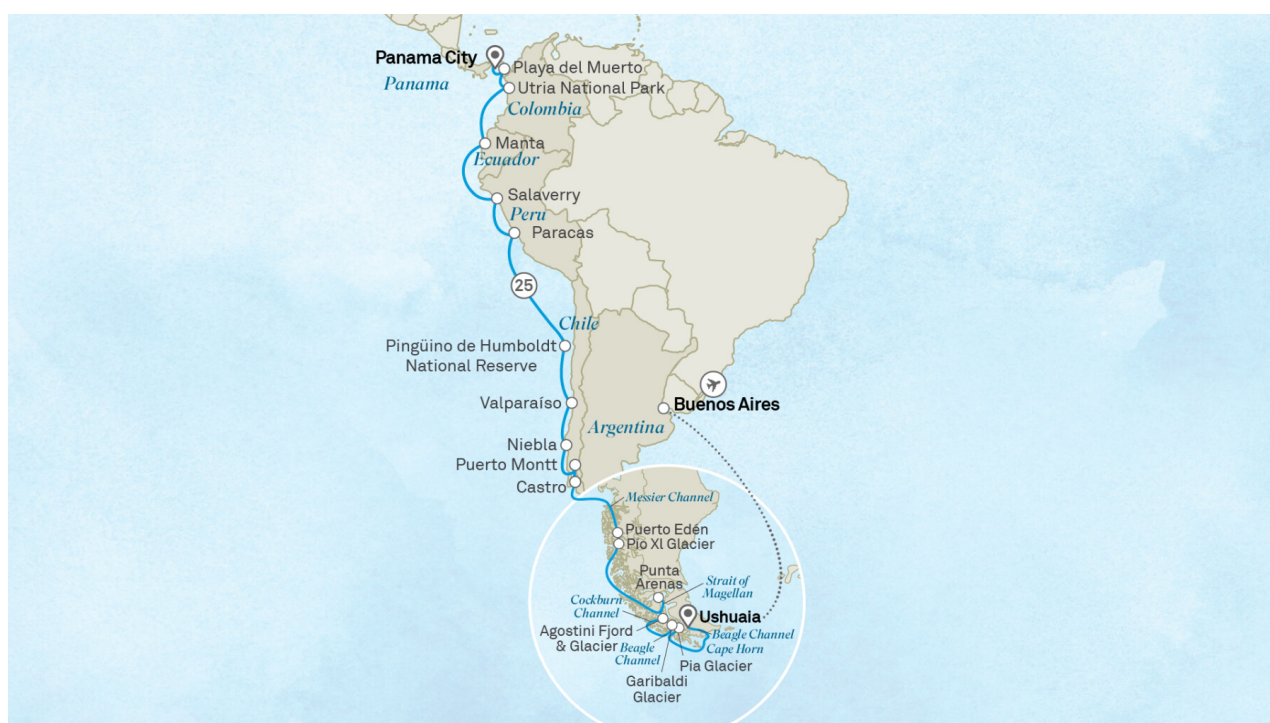 Panama City
Panama
Playa del Muerto
Utria National Park
Colombia
Manta
Ecuador
Salaverry
Peru
Paracas
25
Chile
Pingüino de Humboldt
National Reserve
Valparaíso
Buenos Aires
Argentina
Niebla
Puerto Montt
Castro
Messier Channel
Puerto Edén
Pio Xl Glacier
Punta
Arenas
Strait of
Magellan
Cockburn
Channel
Ushuaia
Agostini Fjord
& Glacier
Beagle Channel
Cape Horn
Beagle
Channel
Pia Glacier
Garibaldi
Glacier